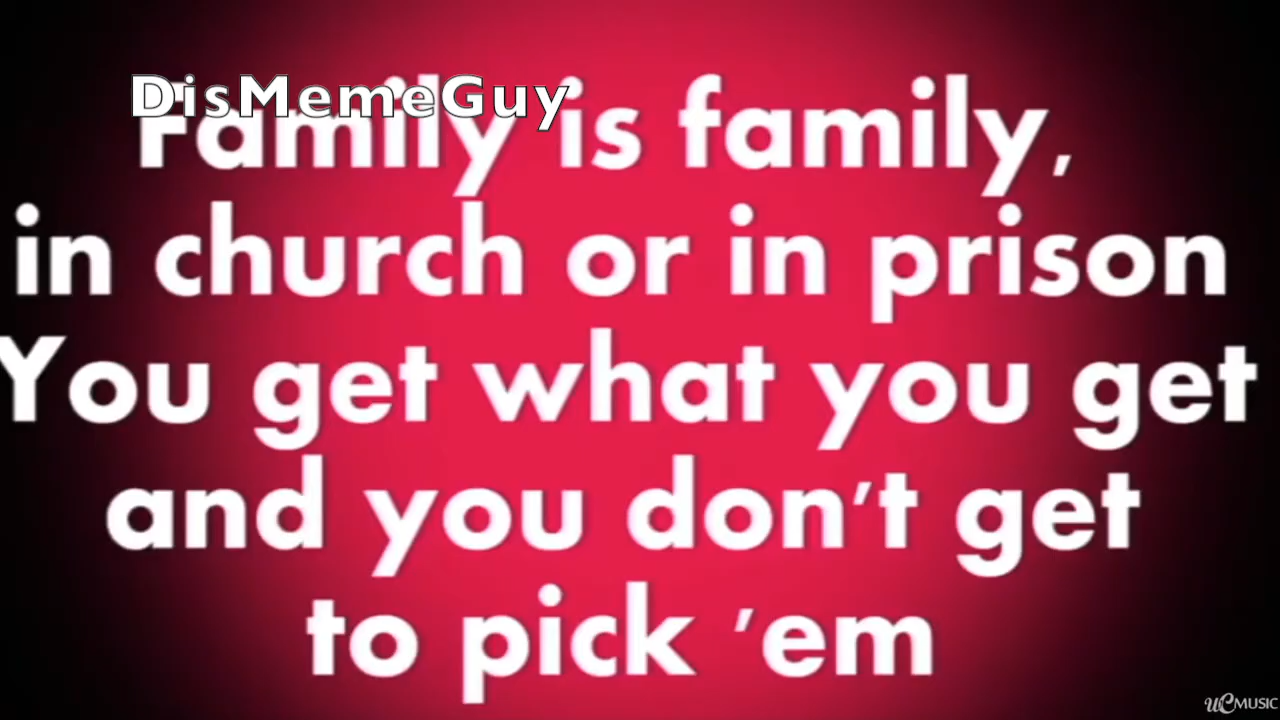 DisMemeGuy
Family is family,
in church or in prison
You get what you get
and you don't get
to pick 'em
uCMUSIC